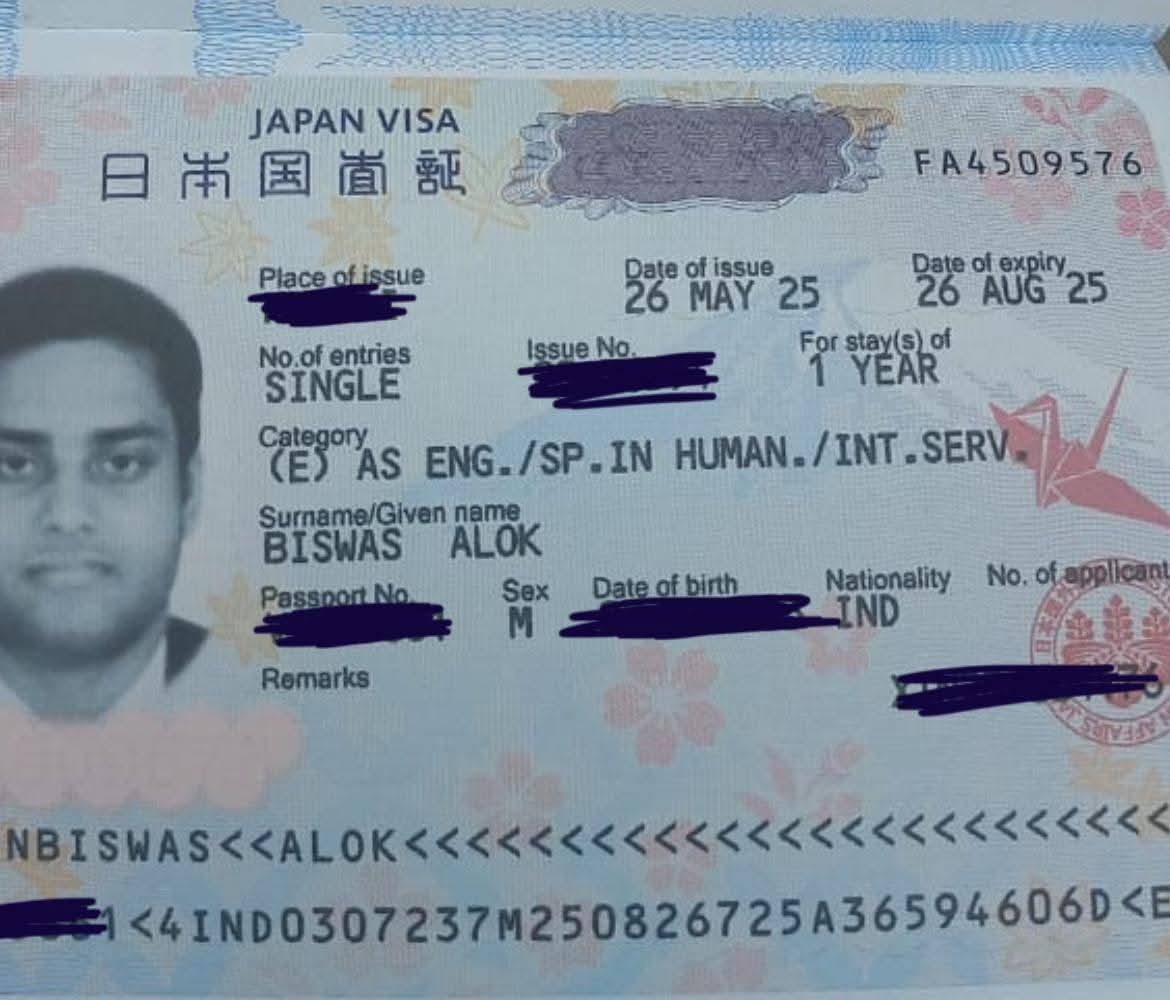 JAPAN VISA
日本国査証
FA4509576
Place of issue Date of issue Date of expiry
26 MAY 25 26 AUG 25
No.of entries Issue No. For stay(s) of
SINGLE 1 YEAR
Category
(E) AS ENG./SP.IN HUMAN./INT.SERV.
Surname/Given name
BISWAS ALOK
Passport No. Sex Date of birth Nationality No. of applicant
M IND
Remarks
NBISWAS<<ALOK<<<<<<<<<<<<<<<<<<<<<<<<<
1<4IND0307237M250826725A36594606D<E